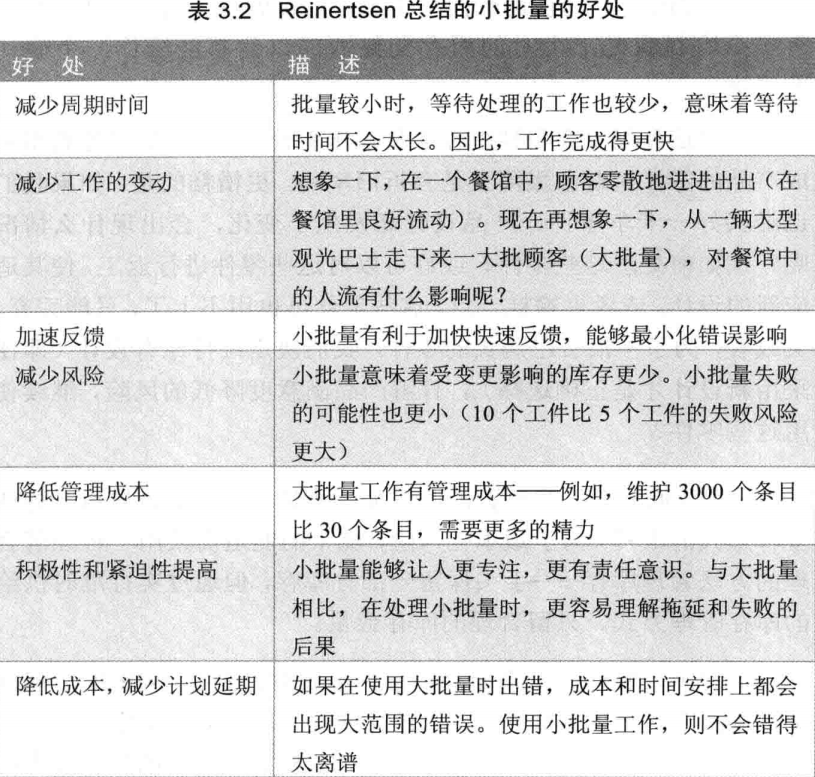 表 3.2 Reinertsen 总结的小批量的好处
好 处 描 述
减少周期时间 批量较小时，等待处理的工作也较少，意味着等待
时间不会太长。因此，工作完成得更快
减少工作的变动 想象一下，在一个餐馆中，顾客零散地进进出出（在
餐馆里良好流动）。现在再想象一下，从一辆大型
观光巴士走下来一大批顾客（大批量），对餐馆中
的人流有什么影响呢？
加速反馈 小批量有利于加快快速反馈，能够最小化错误影响
减少风险 小批量意味着受变更影响的库存更少。小批量失败
的可能性也更小（10 个工件比 5 个工件的失败风险
更大）
降低管理成本 大批量工作有管理成本——例如，维护 3000 个条目
比 30 个条目，需要更多的精力
积极性和紧迫性提高 小批量能够让人更专注，更有责任意识。与大批量
相比，在处理小批量时，更容易理解拖延和失败的
后果
降低成本，减少计划延期 如果在使用大批量时出错，成本和时间安排上都会
出现大范围的错误。使用小批量工作，则不会错得
太离谱